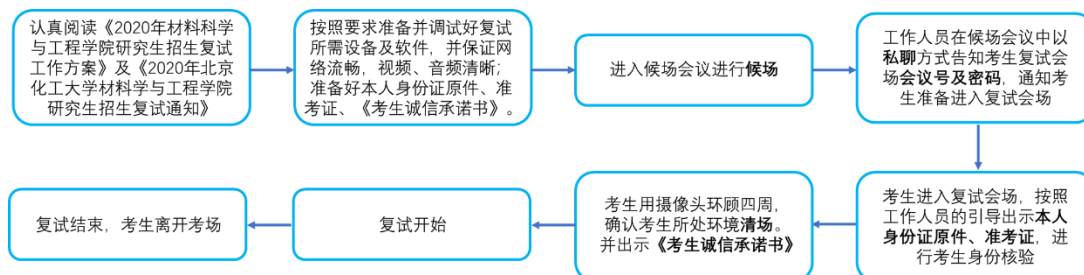 认真阅读《2020年材料科学
与工程学院研究生招生复试
工作方案》及《2020年北京
化工大学材料学与工程学院
研究生招生复试通知》
按照要求准备并调试好复试
所需设备及软件，并保证网
络流畅，视频、音频清晰；
准备好本人身份证原件、准
考证、《考生诚信承诺书》。
进入候场会议进行候场
工作人员在候场会议中以
私聊方式告知考生复试会
场会议号及密码，通知考
生准备进入复试会场
考生进入复试会场，按照
工作人员的引导出示本人
身份证原件、准考证，进
行考生身份核验
考生用摄像头环顾四周，
确认考生所处环境清场。
并出示《考生诚信承诺书》
复试开始
复试结束，考生离开考场